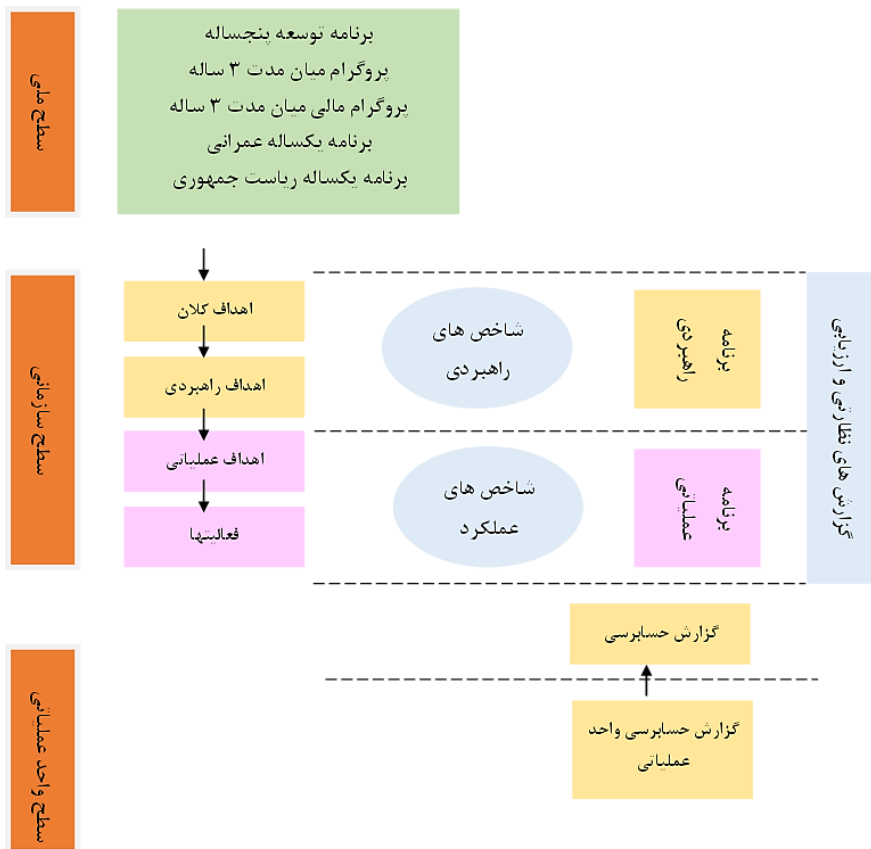 سطح ملی
برنامه توسعه پنجساله
پروگرام میان مدت ۳ ساله
پروگرام مالی میان مدت ۳ ساله
برنامه یکساله عمرانی
برنامه یکساله ریاست جمهوری
گزارش های نظارتی و ارزیابی
برنامه
راهبردی
شاخص های
راهبردی
اهداف کلان
اهداف راهبردی
سطح سازمانی
برنامه
عملیاتی
شاخص های
عملکرد
اهداف عملیاتی
فعالیتها
گزارش حسابرسی
گزارش حسابرسی واحد
عملیاتی
سطح واحد عملیاتی